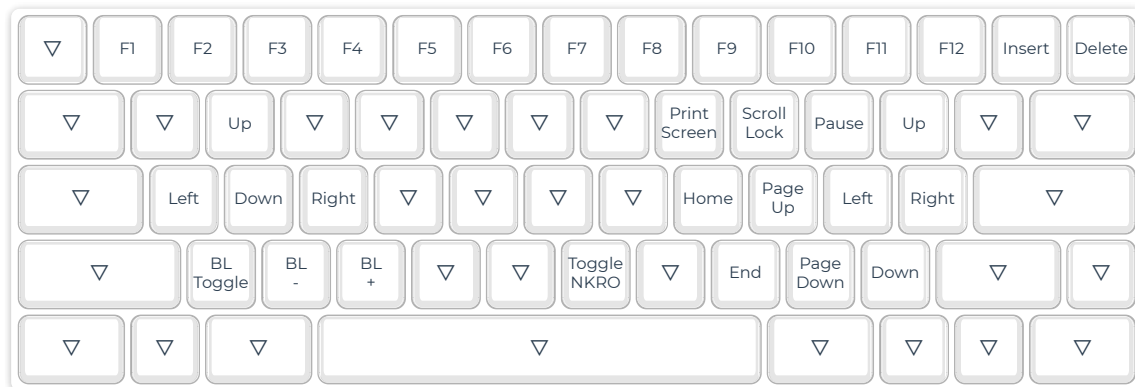 ▽ F1 F2 F3 F4 F5 F6 F7 F8 F9 F10 F11 F12 Insert Delete
▽ ▽ Up ▽ ▽ ▽ ▽ ▽ Print Screen Scroll Lock Pause Up ▽ ▽
▽ Left Down Right ▽ ▽ ▽ ▽ Home Page Up Left Right ▽
▽ BL Toggle BL - BL + ▽ ▽ Toggle NKRO ▽ End Page Down Down ▽ ▽
▽ ▽ ▽ ▽ ▽ ▽ ▽ ▽